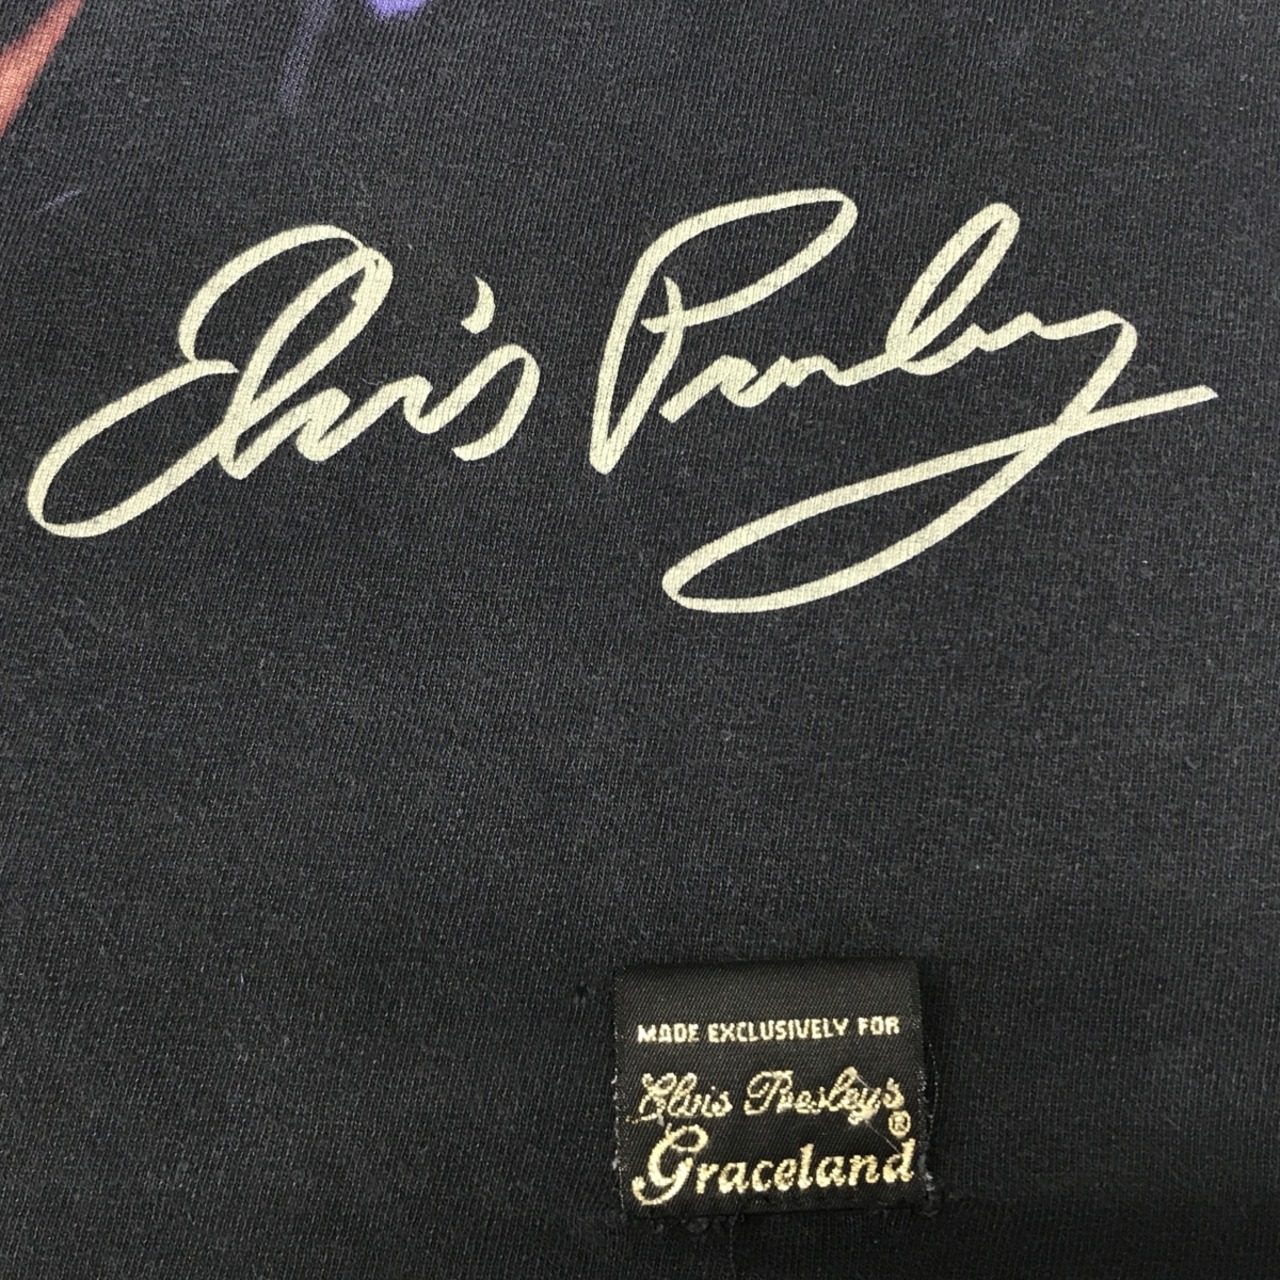 Elvis Presley
MADE EXCLUSIVELY FOR
Elvis Presley's
®
Graceland